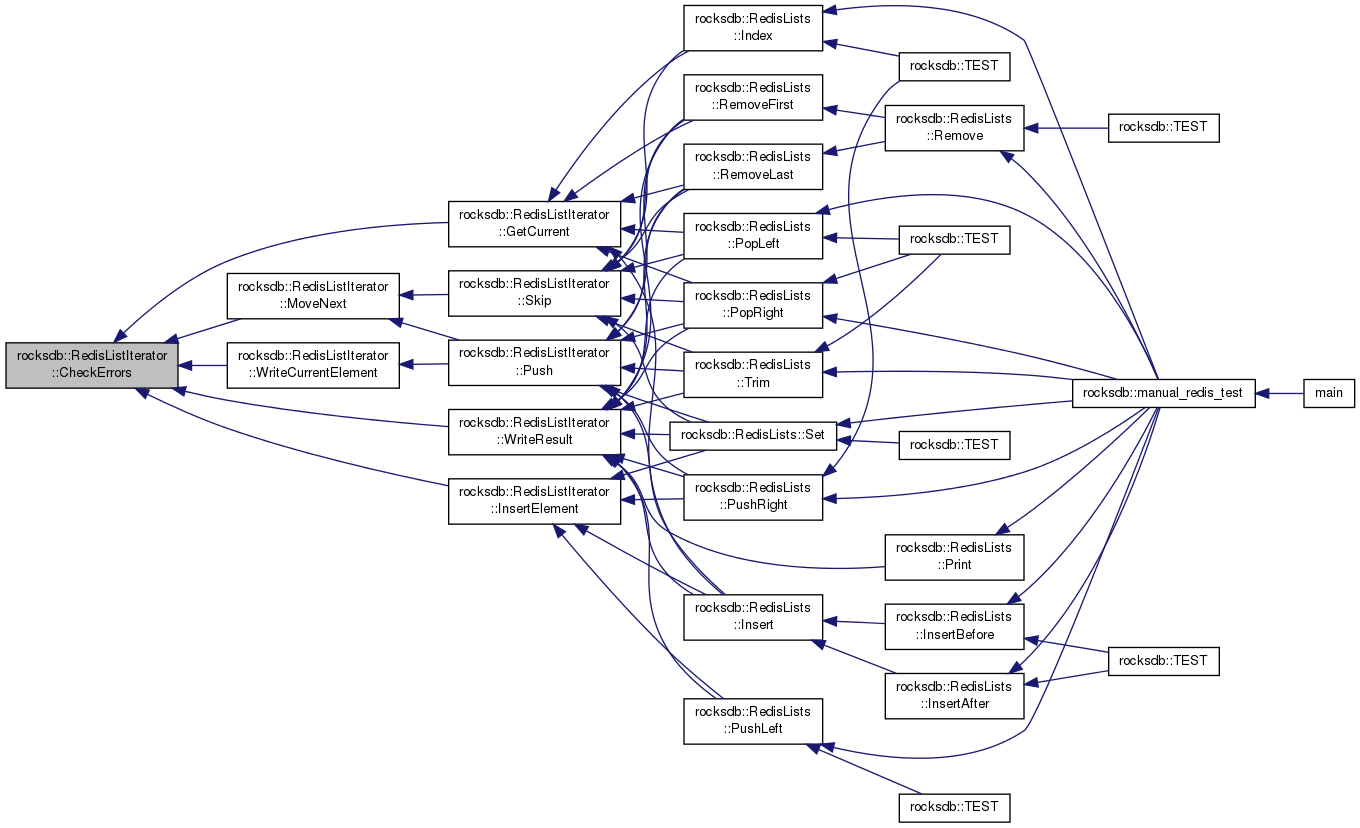 rocksdb::RedisListIterator
::CheckErrors
rocksdb::RedisListIterator
::MoveNext
rocksdb::RedisListIterator
::WriteCurrentElement
rocksdb::RedisListIterator
::GetCurrent
rocksdb::RedisListIterator
::Skip
rocksdb::RedisListIterator
::Push
rocksdb::RedisListIterator
::WriteResult
rocksdb::RedisListIterator
::InsertElement
rocksdb::RedisLists
::Index
rocksdb::RedisLists
::RemoveFirst
rocksdb::RedisLists
::RemoveLast
rocksdb::RedisLists
::PopLeft
rocksdb::RedisLists
::PopRight
rocksdb::RedisLists
::Trim
rocksdb::RedisLists::Set
rocksdb::RedisLists
::PushRight
rocksdb::RedisLists
::Insert
rocksdb::RedisLists
::PushLeft
rocksdb::TEST
rocksdb::RedisLists
::Remove
rocksdb::TEST
rocksdb::TEST
rocksdb::RedisLists
::Print
rocksdb::RedisLists
::InsertBefore
rocksdb::RedisLists
::InsertAfter
rocksdb::TEST
rocksdb::TEST
rocksdb::manual_redis_test
rocksdb::TEST
main